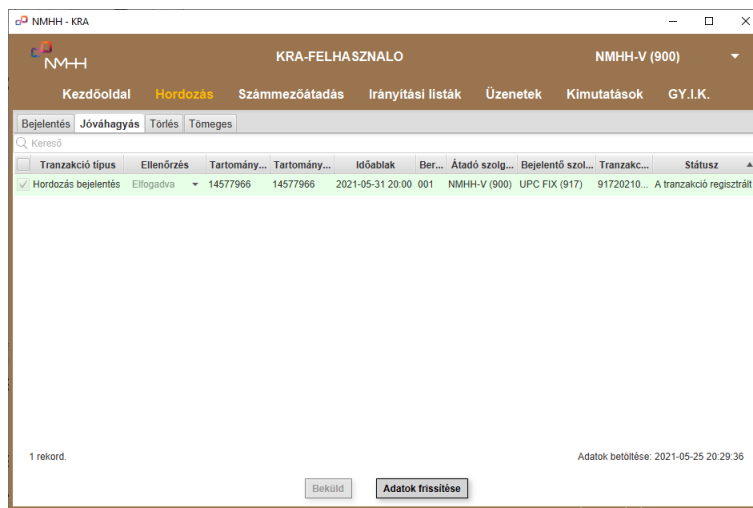 NMHH - KRA
NMHH KRA-FELHASZNALO NMHH-V (900)
Kezdőoldal Hordozás Számmezőátadás Irányítási listák Üzenetek Kimutatások GY.I.K.
Bejelentés Jóváhagyás Törlés Tömeges
Kereső
Tranzakció típus Ellenőrzés Tartomány... Tartomány... Időablak Ber... Átadó szolg... Bejelentő szol... Tranzakc... Státusz
Hordozás bejelentés Elfogadva 14577966 14577966 2021-05-31 20:00 001 NMHH-V (900) UPC FIX (917) 91720210... A tranzakció regisztrált
1 rekord. Adatok betöltése: 2021-05-25 20:29:36
Beküld Adatok frissítése